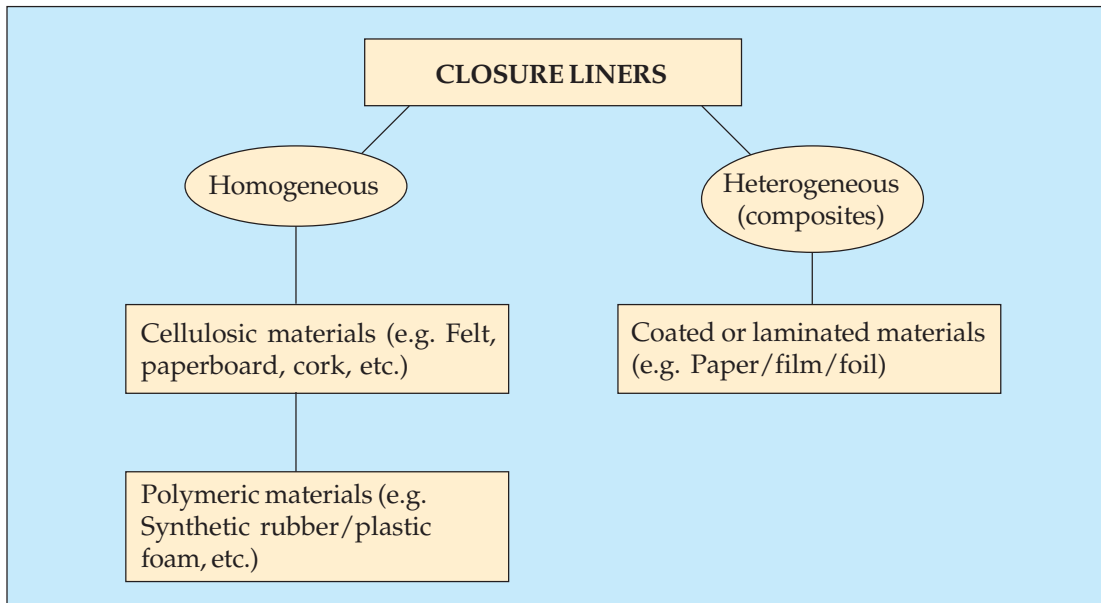 CLOSURE LINERS
Homogeneous
Heterogeneous
(composites)
Cellulosic materials (e.g. Felt,
paperboard, cork, etc.)
Coated or laminated materials
(e.g. Paper/film/foil)
Polymeric materials (e.g.
Synthetic rubber/plastic
foam, etc.)